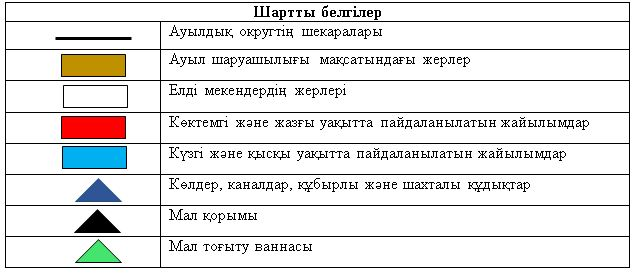 Шартты белгілер
Ауылдық округтің шекаралары
Ауыл шаруашылығы мақсатындағы жерлер
Елді мекендердің жерлері
Көктемгі және жазғы уақытта пайдаланылатын жайылымдар
Күзгі және қысқы уақытта пайдаланылатын жайылымдар
Көлдер, каналдар, құбырлы және шахталы құдықтар
Мал қорымы
Мал тоғыту ваннасы